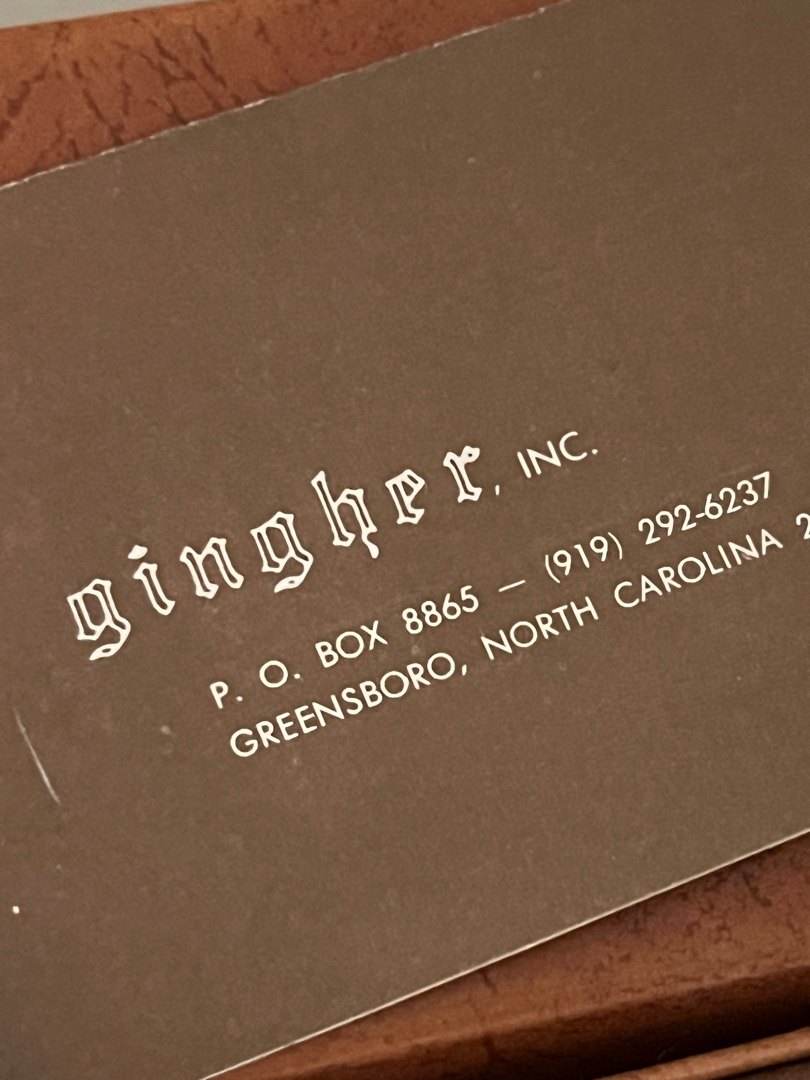 gingher, INC.
P. O. BOX 8865 — (919) 292-6237
GREENSBORO, NORTH CAROLINA